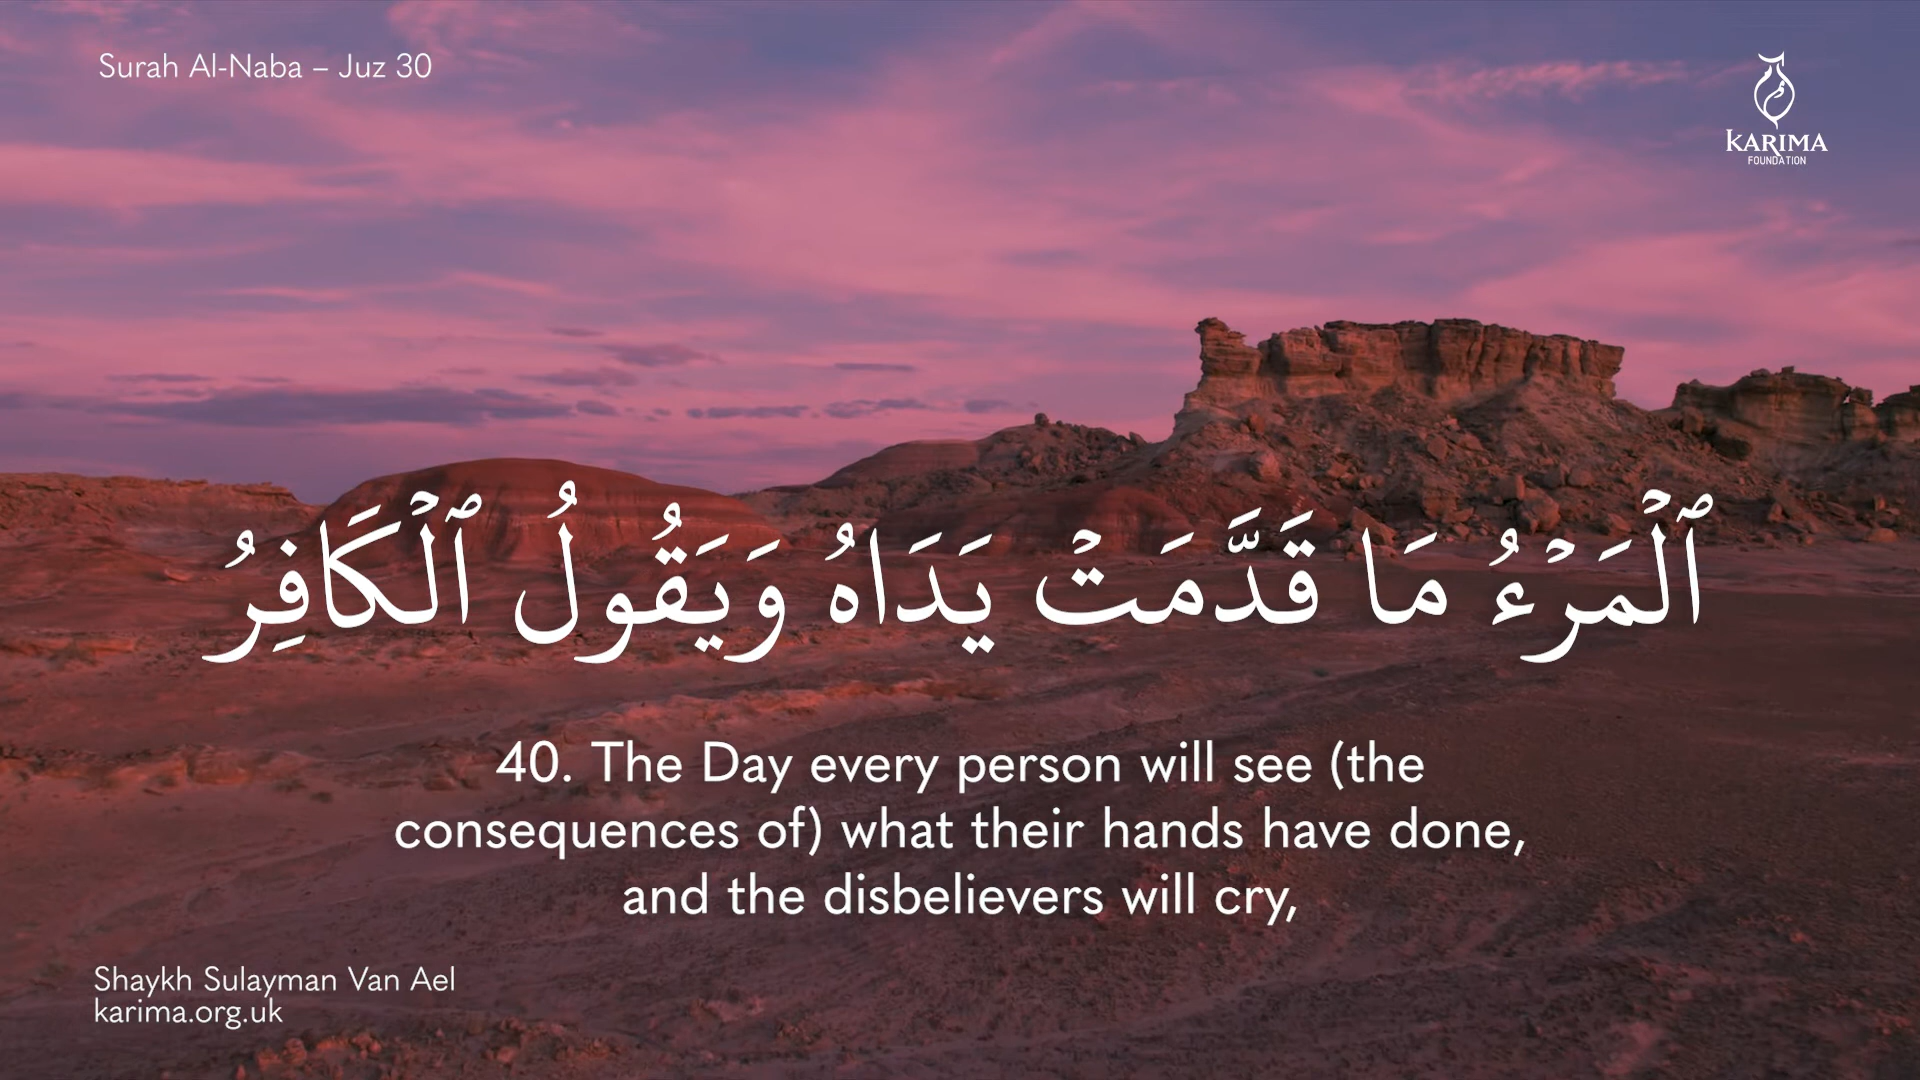 Surah Al-Naba – Juz 30
KARIMA
FOUNDATION
ٱلْمَرْءُ مَا قَدَّمَتْ يَدَاهُ وَيَقُولُ ٱلْكَافِرُ
40. The Day every person will see (the
consequences of) what their hands have done,
and the disbelievers will cry,
Shaykh Sulayman Van Ael
karima.org.uk